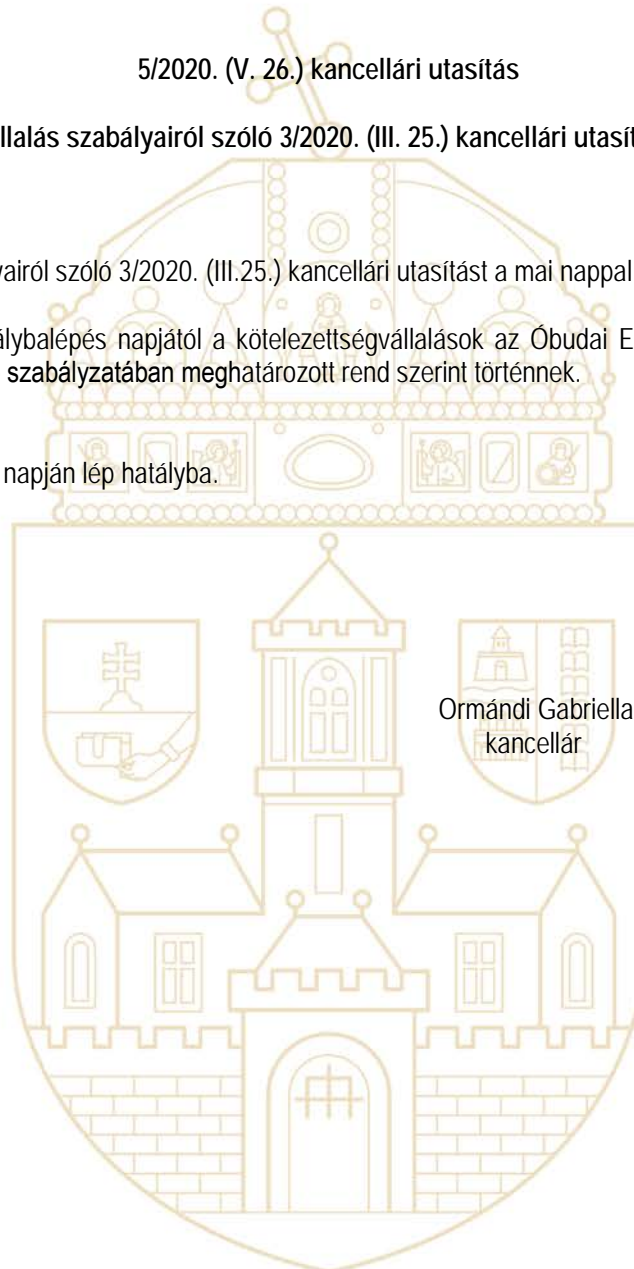 5/2020. (V. 26.) kancellári utasítás
llalás szabályairól szóló 3/2020. (III. 25.) kancellári utasít
airól szóló 3/2020. (III.25.) kancellári utasítást a mai nappal
álybalépés napjától a kötelezettségvállalások az Óbudai E
szabályzatában meghatározott rend szerint történnek.
napján lép hatályba.
Ormándi Gabriella
kancellár